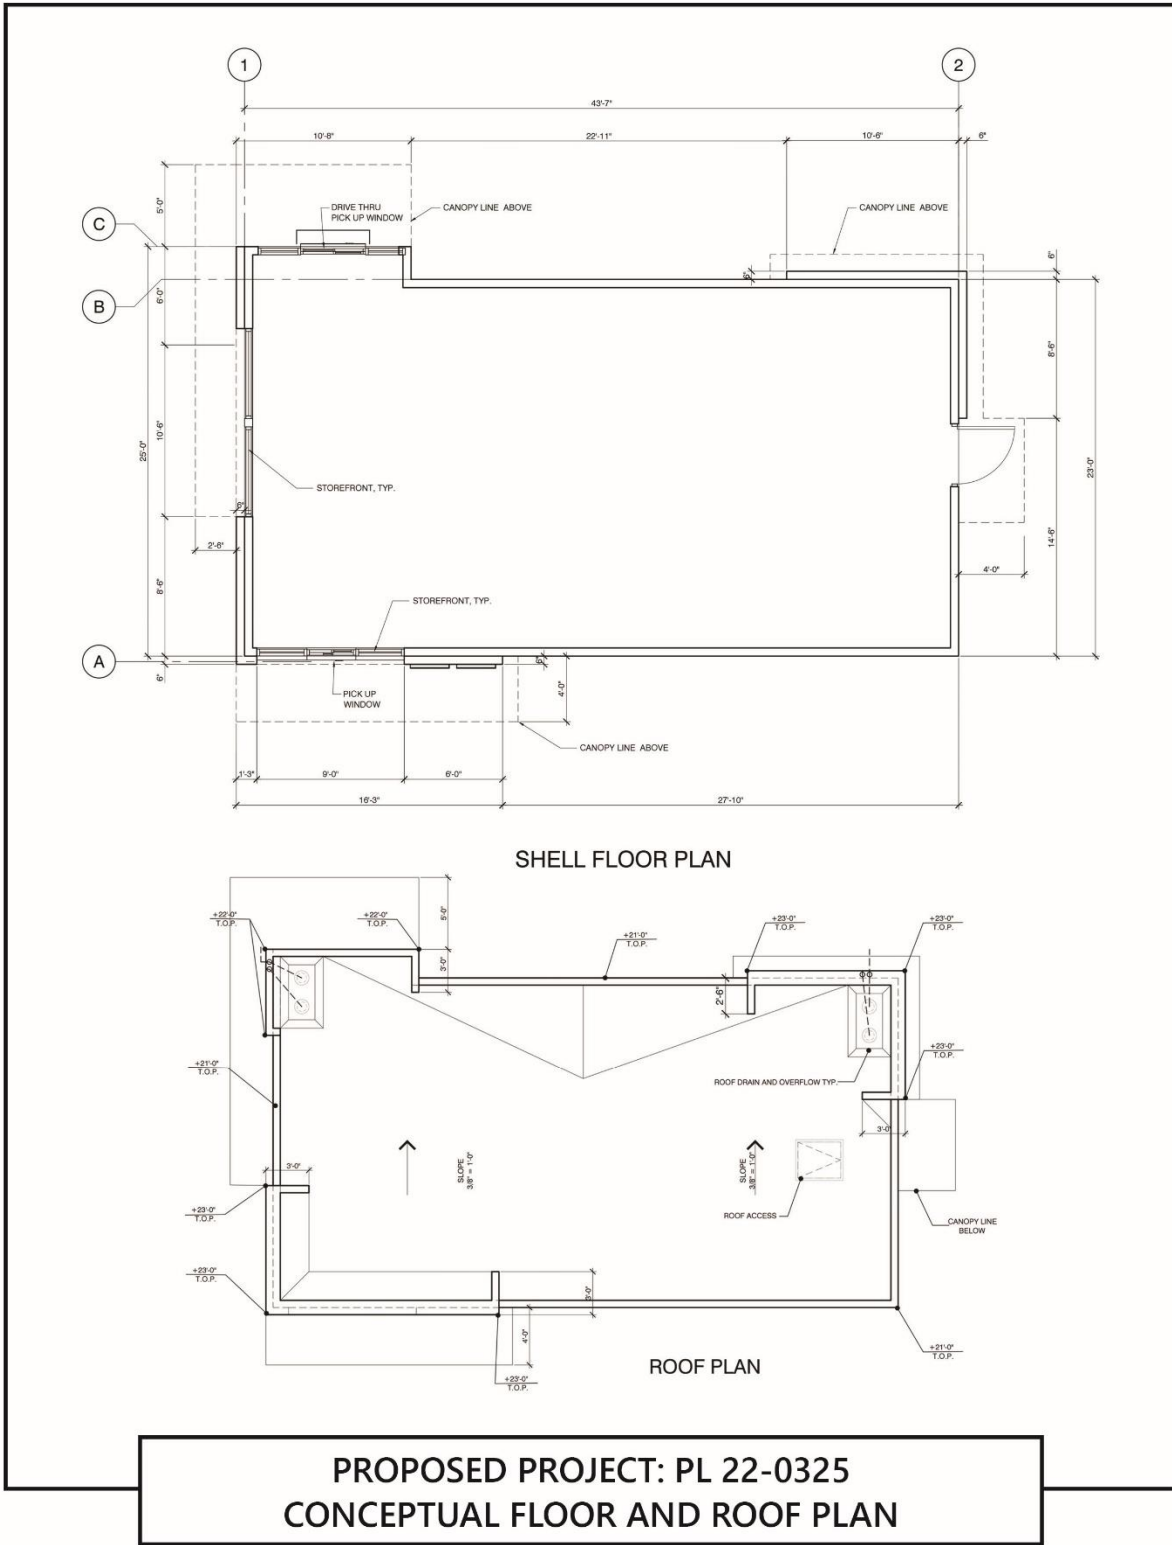 1
2
43'-7"
10'-8"
22'-11"
10'-6"
6"
5'-0"
DRIVE THRU
PICK UP WINDOW
CANOPY LINE ABOVE
CANOPY LINE ABOVE
C
B
6'-0"
6"
6"
8'-6"
25'-0"
10'-6"
23'-0"
STOREFRONT, TYP.
6"
2'-6"
14'-6"
4'-0"
8'-6"
STOREFRONT, TYP.
A
6"
6"
4'-0"
PICK UP
WINDOW
CANOPY LINE ABOVE
1'-3"
9'-0"
6'-0"
16'-3"
27'-10"
SHELL FLOOR PLAN
+22'-0"
T.O.P.
+22'-0"
T.O.P.
5'-0"
3'-0"
+21'-0"
T.O.P.
+23'-0"
T.O.P.
+23'-0"
T.O.P.
2'-6"
+21'-0"
T.O.P.
ROOF DRAIN AND OVERFLOW TYP.
+23'-0"
T.O.P.
3'-0"
3'-0"
SLOPE
3/8" = 1'-0"
SLOPE
3/8" = 1'-0"
ROOF ACCESS
CANOPY LINE
BELOW
+23'-0"
T.O.P.
+23'-0"
T.O.P.
3'-0"
4'-0"
+21'-0"
T.O.P.
+23'-0"
T.O.P.
ROOF PLAN
PROPOSED PROJECT: PL 22-0325
CONCEPTUAL FLOOR AND ROOF PLAN